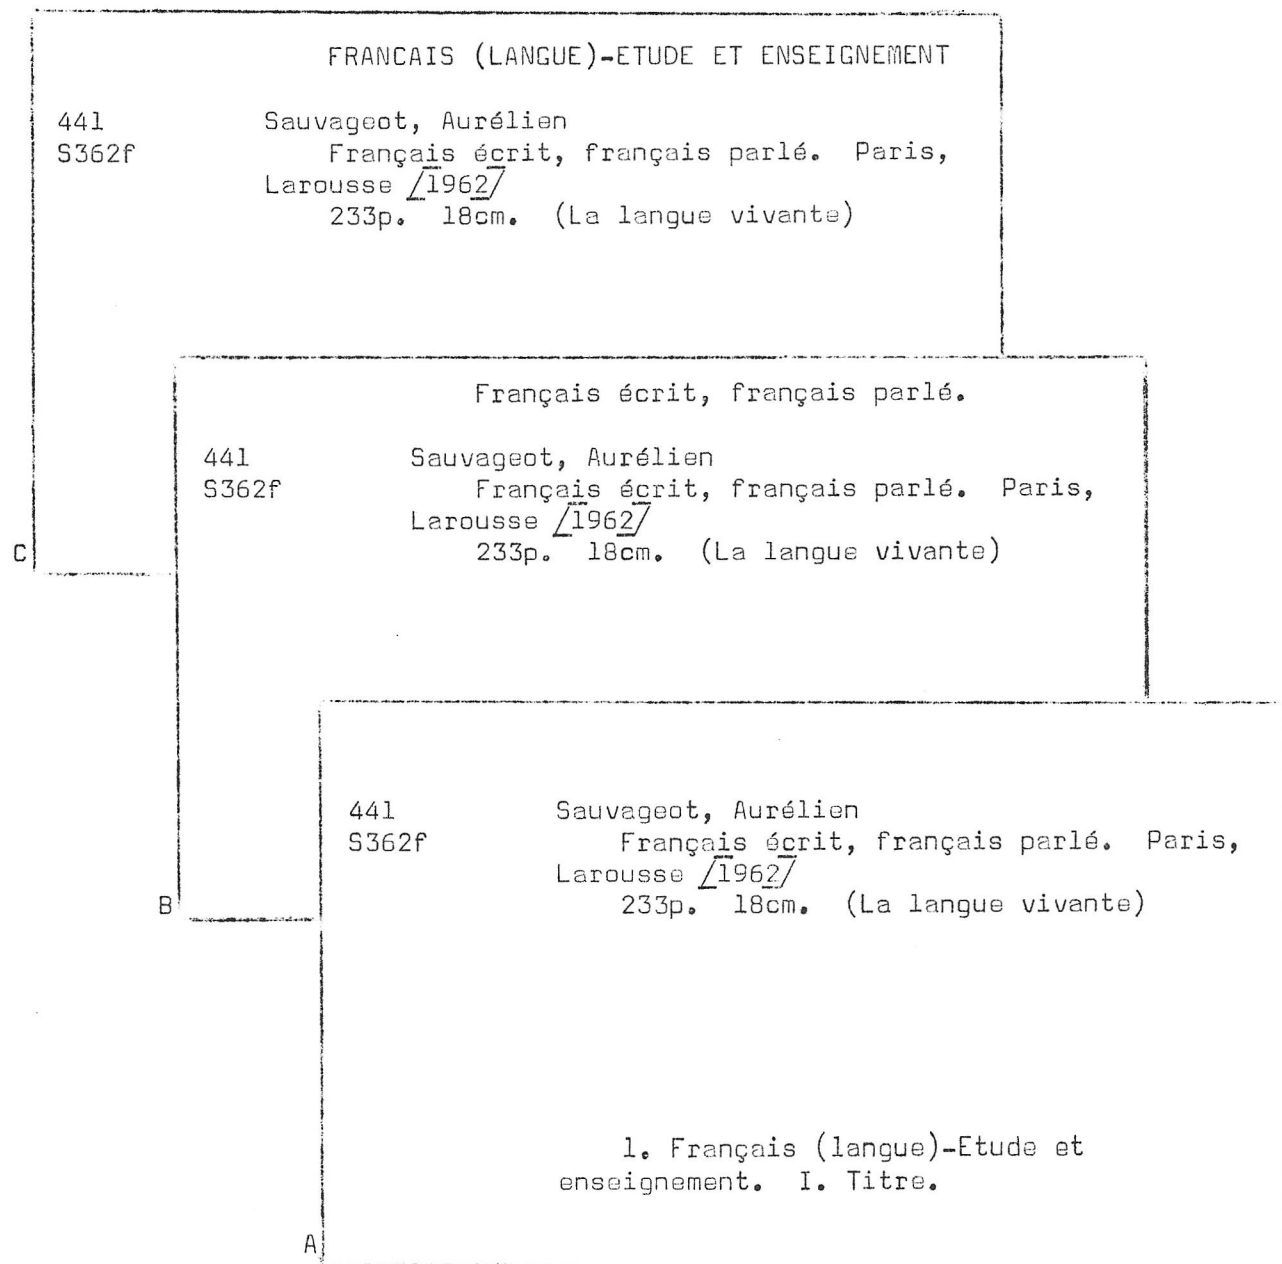 FRANCAIS (LANGUE)-ETUDE ET ENSEIGNEMENT
441 Sauvageot, Aurélien
S362f Français écrit, français parlé. Paris,
Larousse [1962]
233p. 18cm. (La langue vivante)
C
Français écrit, français parlé.
441 Sauvageot, Aurélien
S362f Français écrit, français parlé. Paris,
Larousse [1962]
233p. 18cm. (La langue vivante)
B
441 Sauvageot, Aurélien
S362f Français écrit, français parlé. Paris,
Larousse [1962]
233p. 18cm. (La langue vivante)
1. Français (langue)-Etude et
enseignement. I. Titre.
A